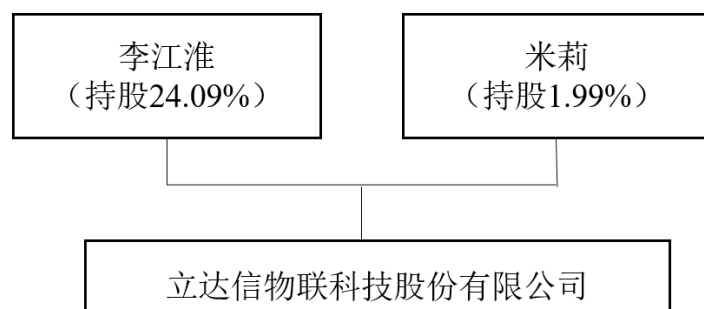 李江淮
（持股24.09%）
米莉
（持股1.99%）
立达信物联科技股份有限公司